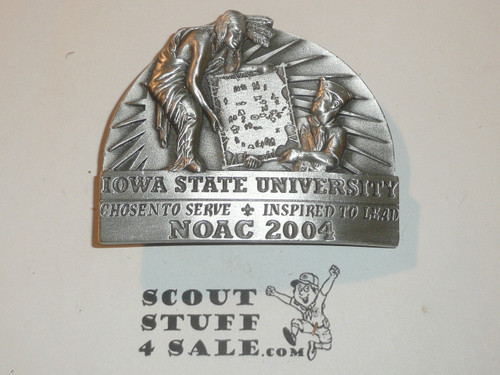 IOWA STATE UNIVERSITY
CHOSEN TO SERVE ⚜ INSPIRED TO LEAD
NOAC 2004
SCOUT
STUFF
4 SALE.COM